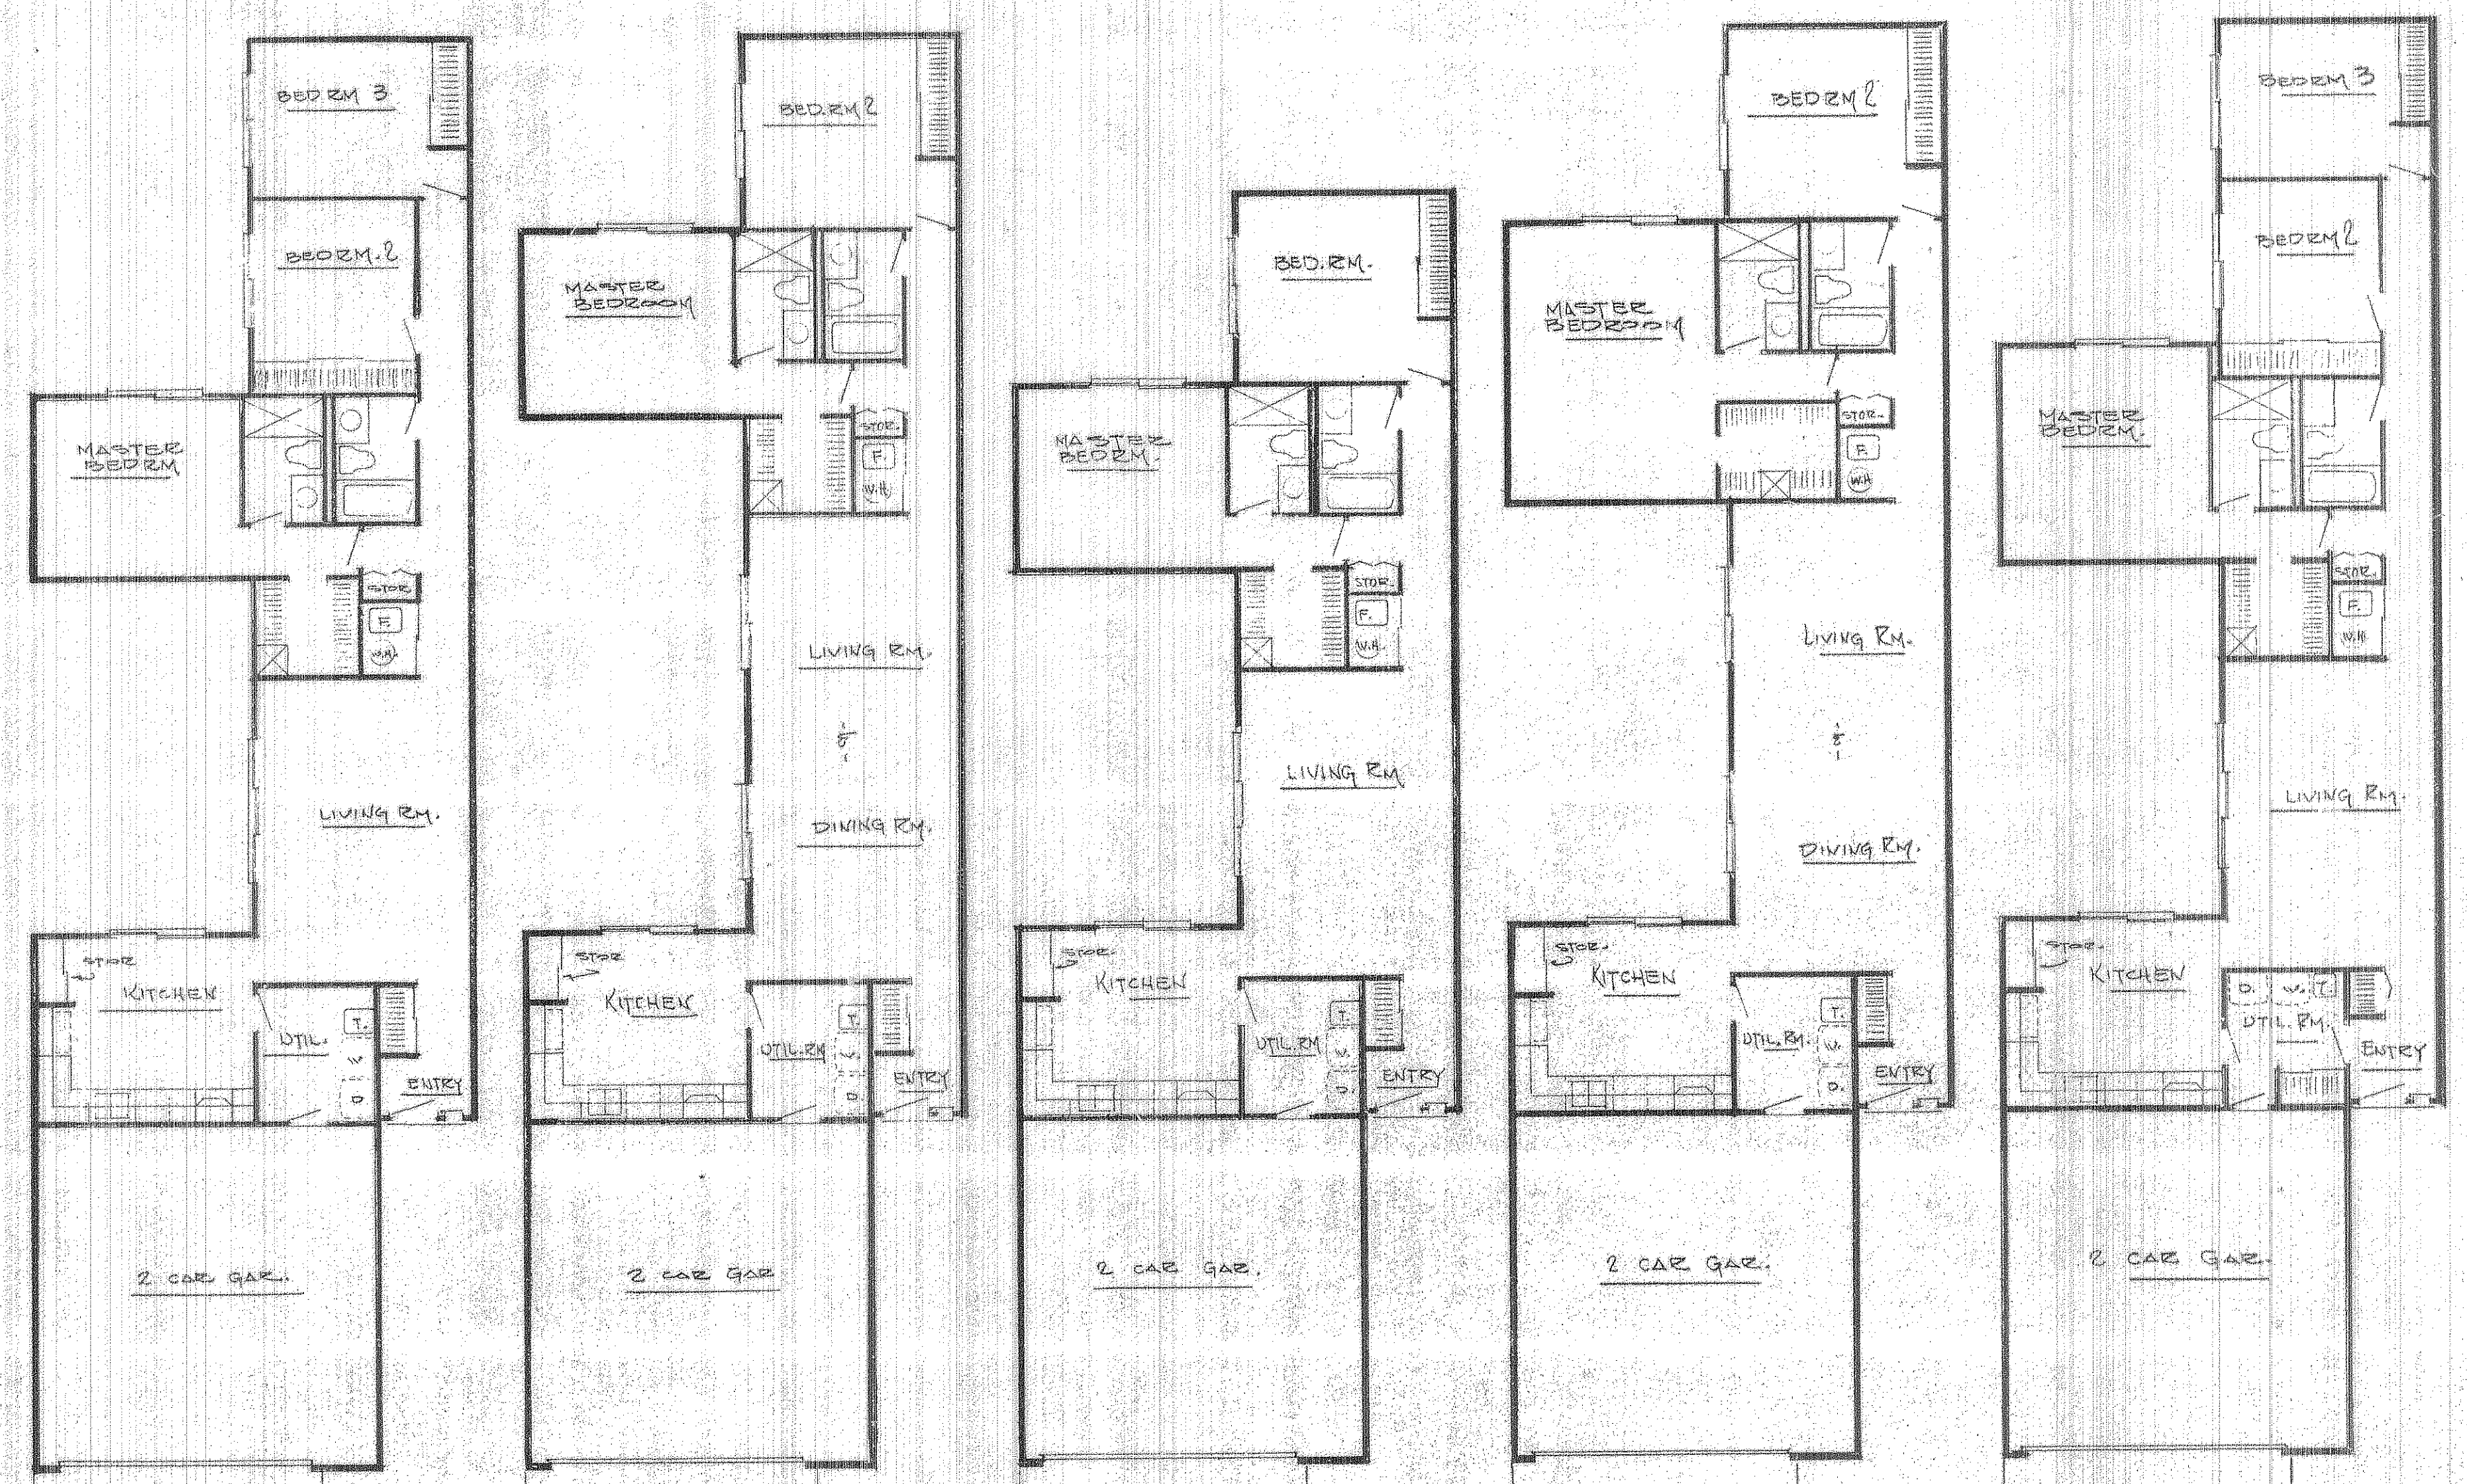 BEDRM 3
BEDRM. 2
MASTER
BEDRM
STOR
F.
W.H.
LIVING RM.
STOR
KITCHEN
UTIL.
T.
W
D
ENTRY
2 CAR GAR.
BED.RM 2
MASTER
BEDROOM
STOR.
F.
W.H
LIVING RM.
&
DINING RM.
STOR
KITCHEN
UTIL.RM
T.
W.
D
ENTRY
2 CAR GAR
BED.RM.
MASTER
BEDRM.
STOR.
F.
W.H.
LIVING RM
STOR.
KITCHEN
UTIL.RM
T.
W.
D.
ENTRY
2 CAR GAR.
BEDRM 2
MASTER
BEDROOM
STOR.
F.
W.H
LIVING RM.
&
DINING RM.
STOR.
KITCHEN
UTIL.RM.
T.
W.
D.
ENTRY
2 CAR GAR.
BEDRM 3
BEDRM 2
MASTER
BEDRM.
STOR.
F.
W.H.
LIVING RM.
STOR.
KITCHEN
D.
W.
T.
UTIL. RM.
ENTRY
2 CAR GAR.